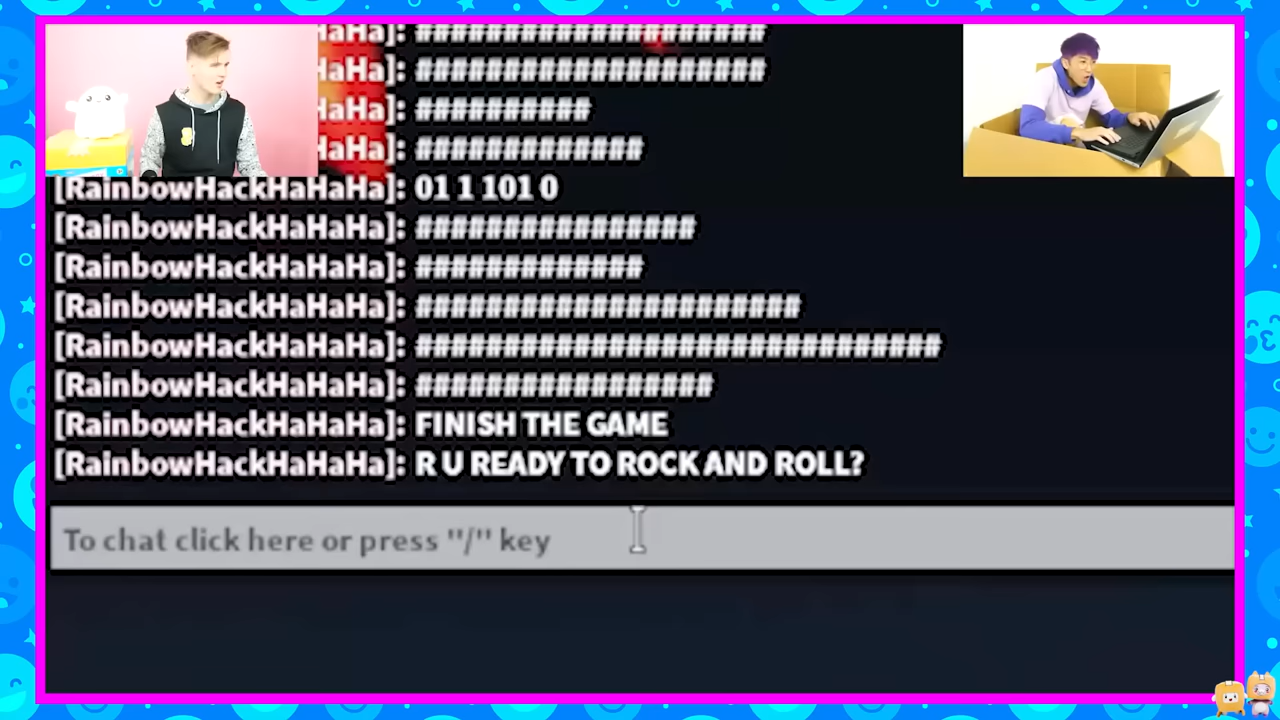 HaHa]: ####################
HaHa]: ####################
HaHa]: ##########
HaHa]: #############
[RainbowHackHaHaHa]: 01 1 101 0
[RainbowHackHaHaHa]: ################
[RainbowHackHaHaHa]: #############
[RainbowHackHaHaHa]: ######################
[RainbowHackHaHaHa]: ##############################
[RainbowHackHaHaHa]: #################
[RainbowHackHaHaHa]: FINISH THE GAME
[RainbowHackHaHaHa]: R U READY TO ROCK AND ROLL?
To chat click here or press "/" key